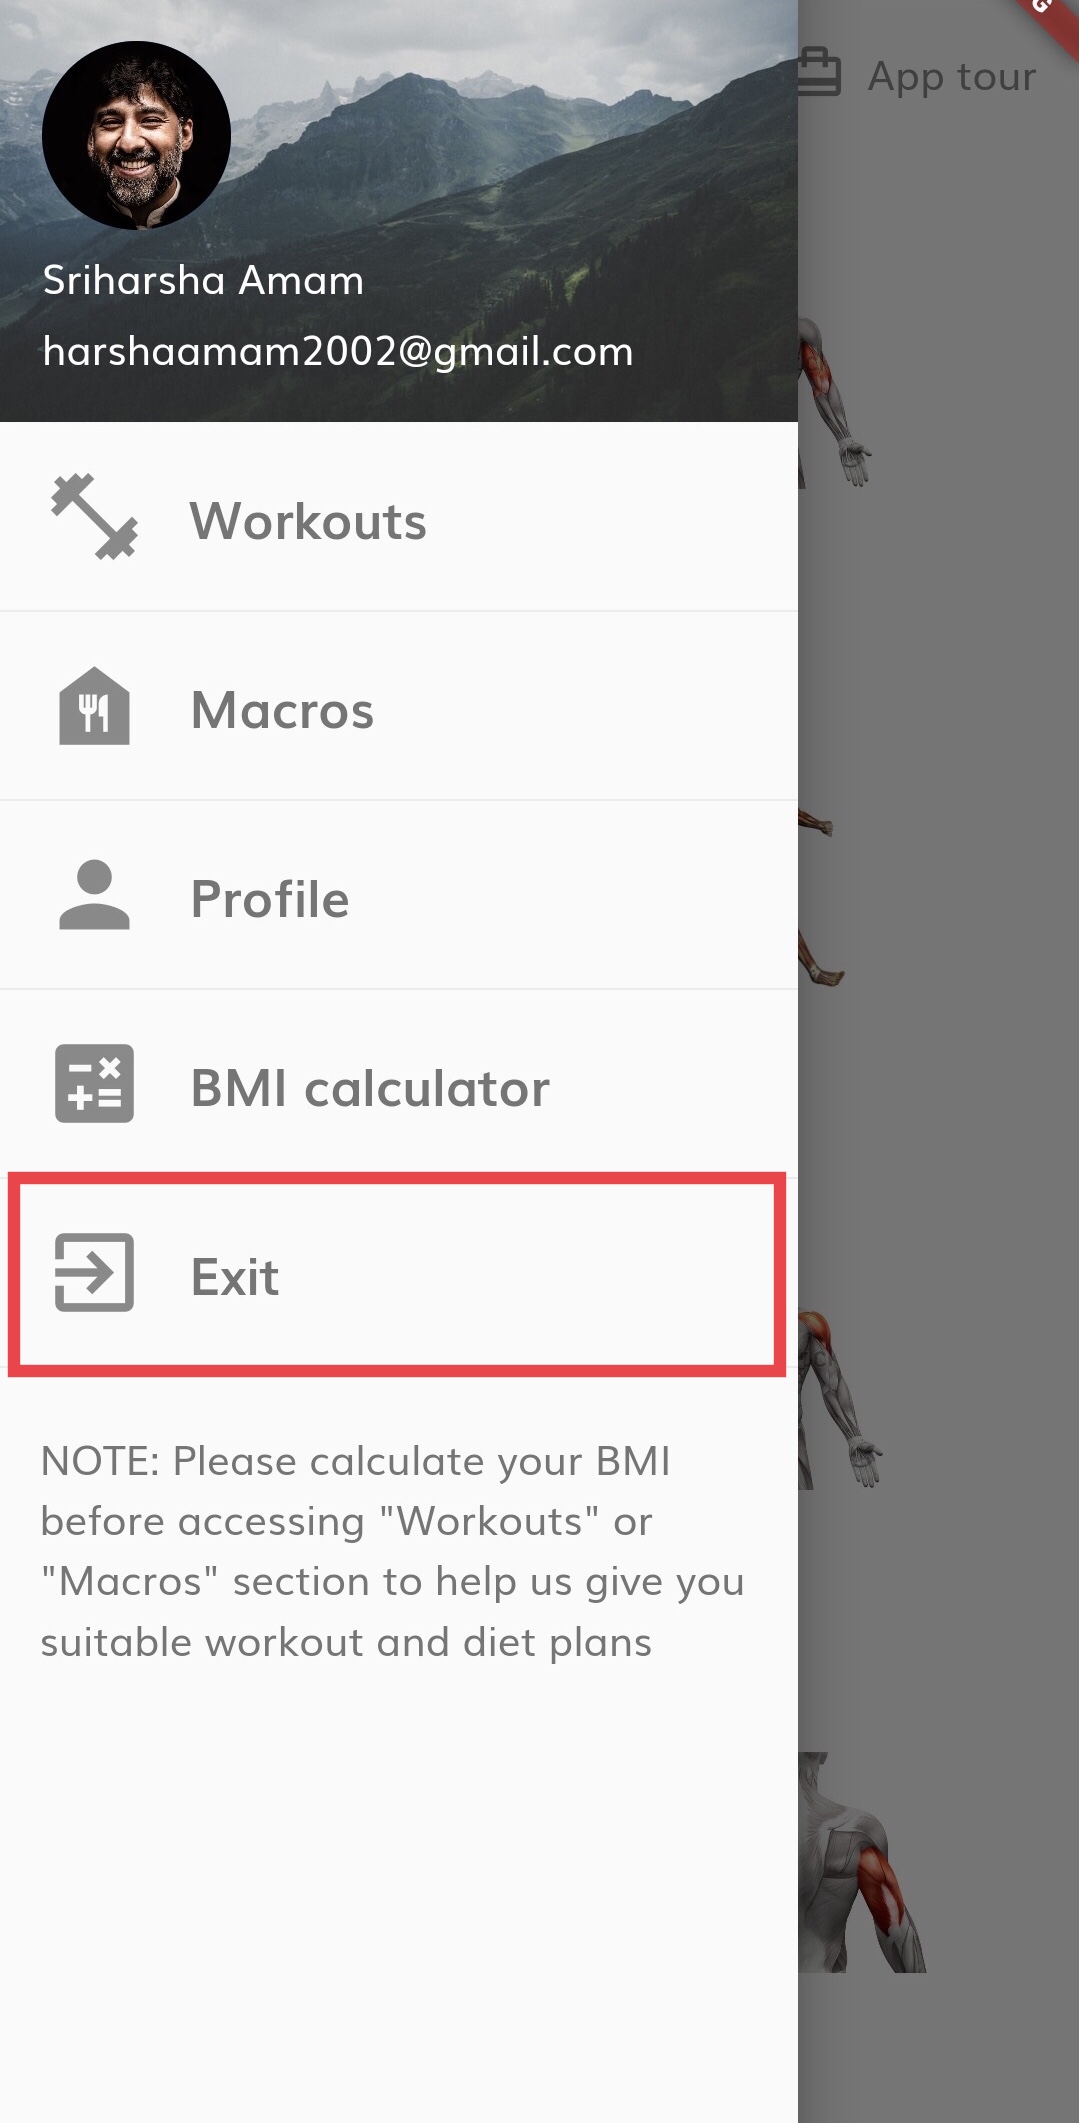 App tour
Sriharsha Amam
harshaamam2002@gmail.com
Workouts
Macros
Profile
BMI calculator
Exit
NOTE: Please calculate your BMI
before accessing "Workouts" or
"Macros" section to help us give you
suitable workout and diet plans